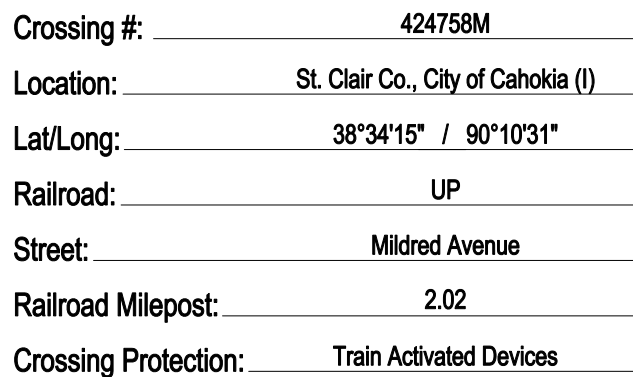 Crossing #: 424758M
Location: St. Clair Co., City of Cahokia (I)
Lat/Long: 38°34'15" / 90°10'31"
Railroad: UP
Street: Mildred Avenue
Railroad Milepost: 2.02
Crossing Protection: Train Activated Devices